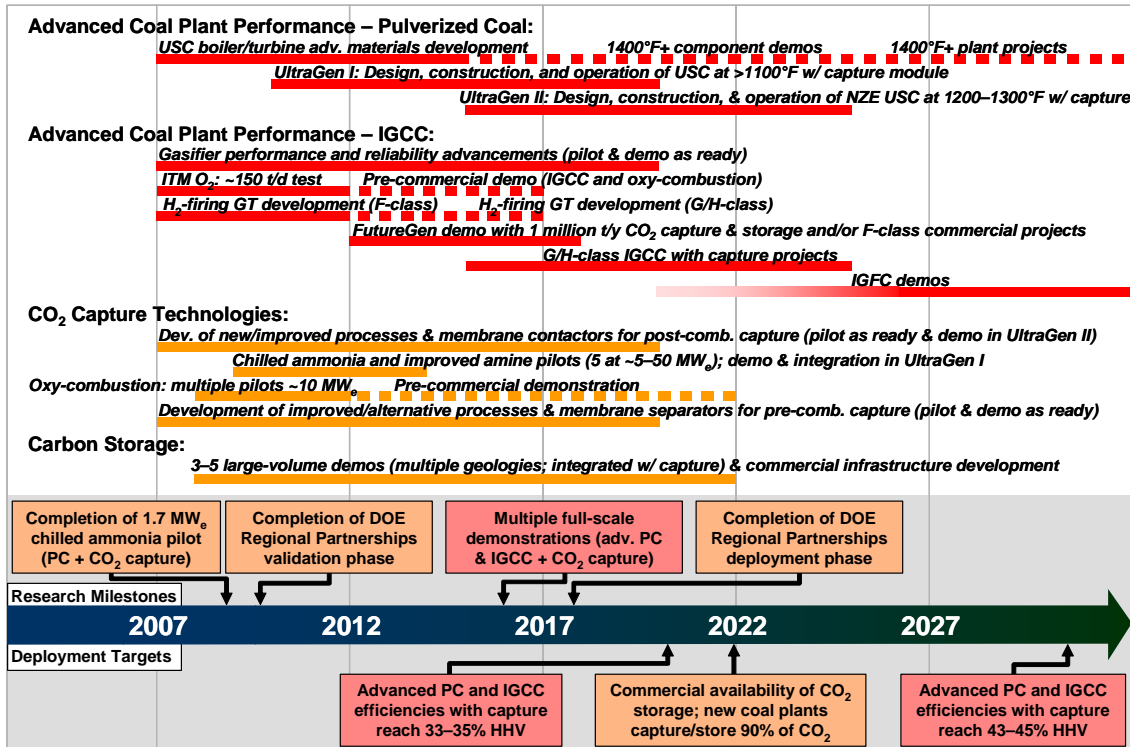 Advanced Coal Plant Performance – Pulverized Coal:
USC boiler/turbine adv. materials development 1400°F+ component demos 1400°F+ plant projects
UltraGen I: Design, construction, and operation of USC at >1100°F w/ capture module
UltraGen II: Design, construction, & operation of NZE USC at 1200–1300°F w/ capture
Advanced Coal Plant Performance – IGCC:
Gasifier performance and reliability advancements (pilot & demo as ready)
ITM O₂: ~150 t/d test Pre-commercial demo (IGCC and oxy-combustion)
H₂-firing GT development (F-class) H₂-firing GT development (G/H-class)
FutureGen demo with 1 million t/y CO₂ capture & storage and/or F-class commercial projects
G/H-class IGCC with capture projects
IGFC demos
CO₂ Capture Technologies:
Dev. of new/improved processes & membrane contactors for post-comb. capture (pilot as ready & demo in UltraGen II)
Chilled ammonia and improved amine pilots (5 at ~5–50 MWₑ); demo & integration in UltraGen I
Oxy-combustion: multiple pilots ~10 MWₑ Pre-commercial demonstration
Development of improved/alternative processes & membrane separators for pre-comb. capture (pilot & demo as ready)
Carbon Storage:
3–5 large-volume demos (multiple geologies; integrated w/ capture) & commercial infrastructure development
Completion of 1.7 MWₑ
chilled ammonia pilot
(PC + CO₂ capture)
Completion of DOE
Regional Partnerships
validation phase
Multiple full-scale
demonstrations (adv. PC
& IGCC + CO₂ capture)
Completion of DOE
Regional Partnerships
deployment phase
Research Milestones
2007 2012 2017 2022 2027
Deployment Targets
Advanced PC and IGCC
efficiencies with capture
reach 33–35% HHV
Commercial availability of CO₂
storage; new coal plants
capture/store 90% of CO₂
Advanced PC and IGCC
efficiencies with capture
reach 43–45% HHV